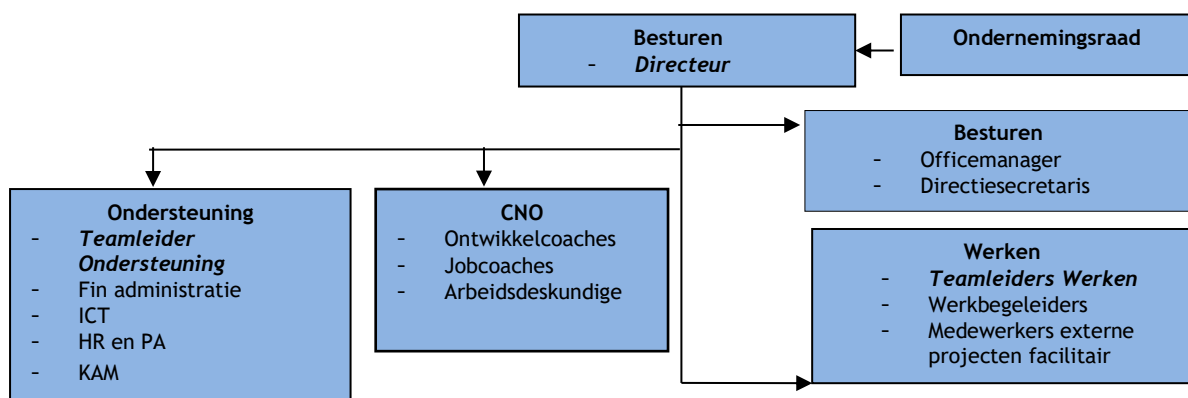 Besturen
- Directeur
Ondernemingsraad
Besturen
- Officemanager
- Directiesecretaris
Ondersteuning
- Teamleider
Ondersteuning
- Fin administratie
- ICT
- HR en PA
- KAM
CNO
- Ontwikkelcoaches
- Jobcoaches
- Arbeidsdeskundige
Werken
- Teamleiders Werken
- Werkbegeleiders
- Medewerkers externe
projecten facilitair